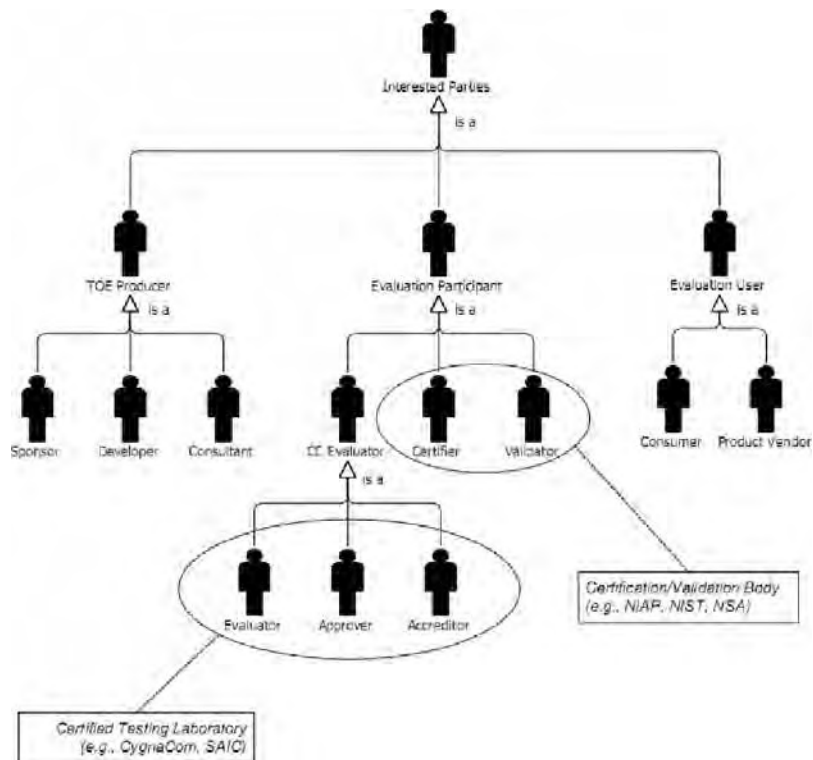 Interested Parties
is a
TOE Producer
Evaluation Participant
Evaluation User
is a
is a
is a
Sponsor
Developer
Consultant
CC Evaluator
Certifier
Validator
Consumer
Product Vendor
is a
Evaluator
Approver
Accreditor
Certification/Validation Body
(e.g., NIAP, NIST, NSA)
Certified Testing Laboratory
(e.g., CygnaCom, SAIC)